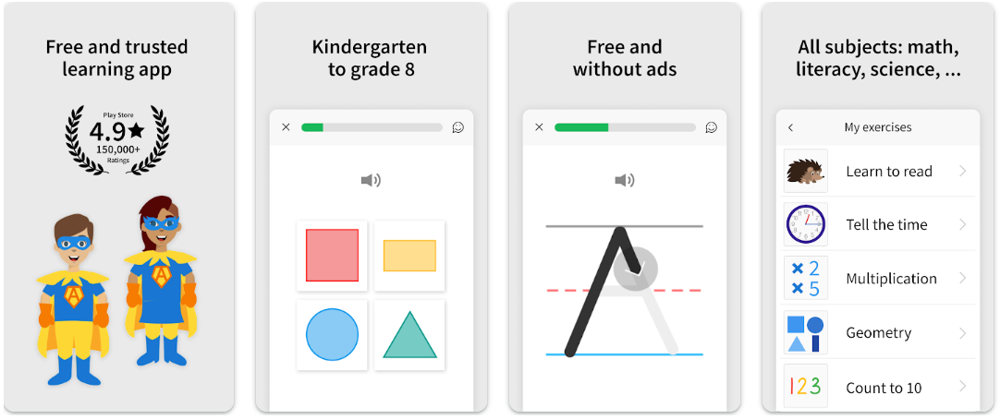 Free and trusted
learning app
Play Store
4.9★
150,000+
Ratings
A
A
Kindergarten
to grade 8
Free and
without ads
All subjects: math,
literacy, science, ...
My exercises
Learn to read
Tell the time
× 2
× 5
Multiplication
Geometry
123
Count to 10